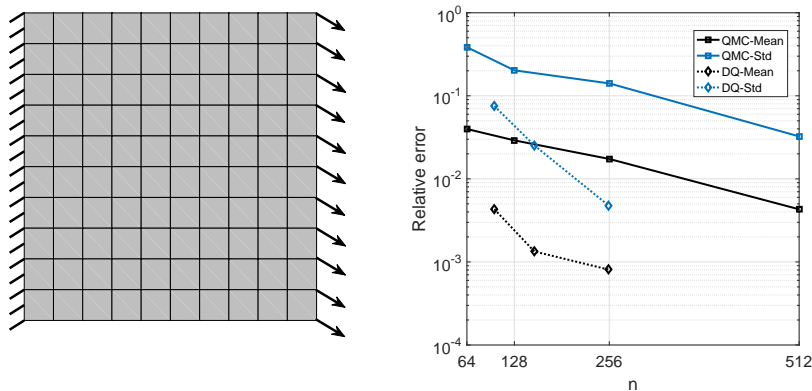 10^0
10^-1
10^-2
10^-3
10^-4
Relative error
QMC-Mean
QMC-Std
DQ-Mean
DQ-Std
64
128
256
512
n